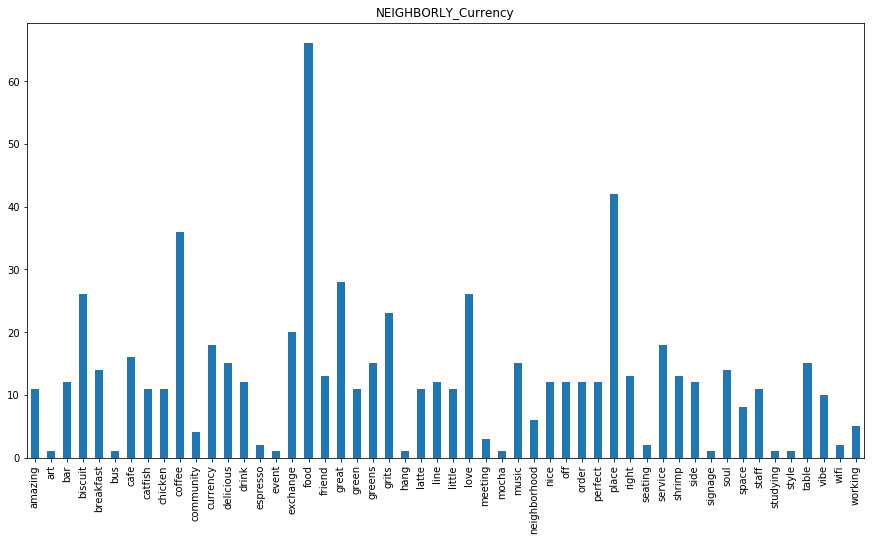 NEIGHBORLY_Currency
60
50
40
30
20
10
0
amazing
art
bar
biscuit
breakfast
bus
cafe
catfish
chicken
coffee
community
currency
delicious
drink
espresso
event
exchange
food
friend
great
green
greens
grits
hang
latte
line
little
love
meeting
mocha
music
neighborhood
nice
off
order
perfect
place
right
seating
service
shrimp
side
signage
soul
space
staff
studying
style
table
vibe
wifi
working